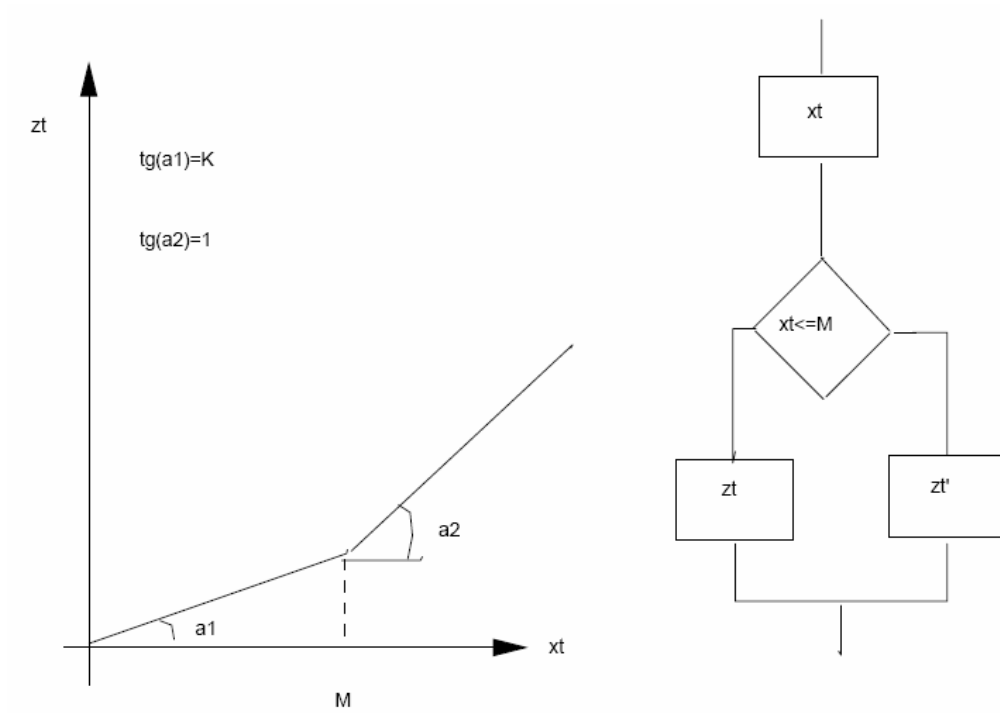 zt
tg(a1)=K
tg(a2)=1
a2
a1
xt
M
xt
xt<=M
zt
zt'